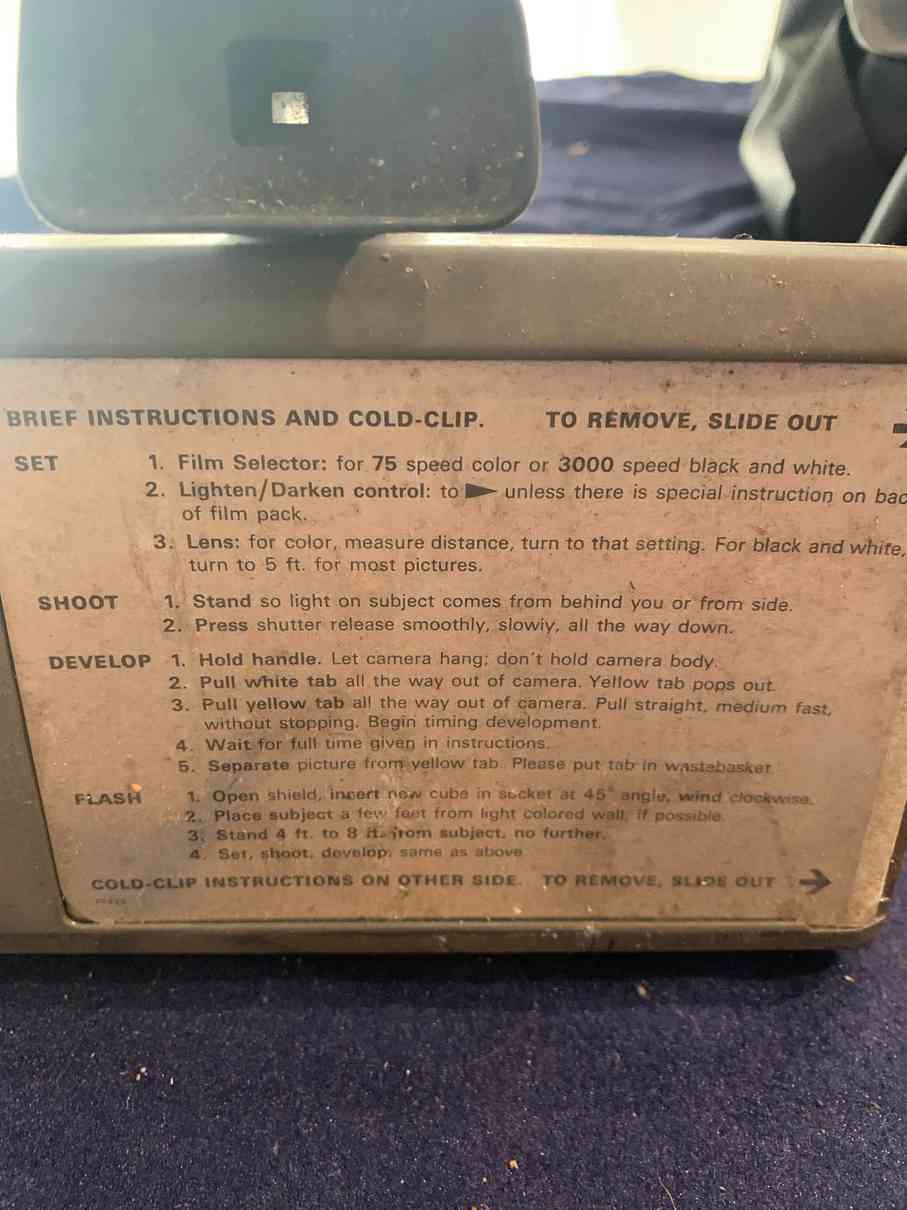 BRIEF INSTRUCTIONS AND COLD-CLIP. TO REMOVE, SLIDE OUT
SET 1. Film Selector: for 75 speed color or 3000 speed black and white.
2. Lighten/Darken control: to ► unless there is special instruction on bac
of film pack.
3. Lens: for color, measure distance, turn to that setting. For black and white,
turn to 5 ft. for most pictures.
SHOOT 1. Stand so light on subject comes from behind you or from side.
2. Press shutter release smoothly, slowly, all the way down.
DEVELOP 1. Hold handle. Let camera hang; don't hold camera body.
2. Pull white tab all the way out of camera. Yellow tab pops out.
3. Pull yellow tab all the way out of camera. Pull straight, medium fast,
without stopping. Begin timing development.
4. Wait for full time given in instructions.
5. Separate picture from yellow tab. Please put tab in wastebasket.
FLASH 1. Open shield, insert new cube in socket at 45° angle, wind clockwise.
2. Place subject a few feet from light colored wall, if possible.
3. Stand 4 ft. to 8 ft. from subject, no further.
4. Set, shoot, develop: same as above
COLD-CLIP INSTRUCTIONS ON OTHER SIDE. TO REMOVE, SLIDE OUT →